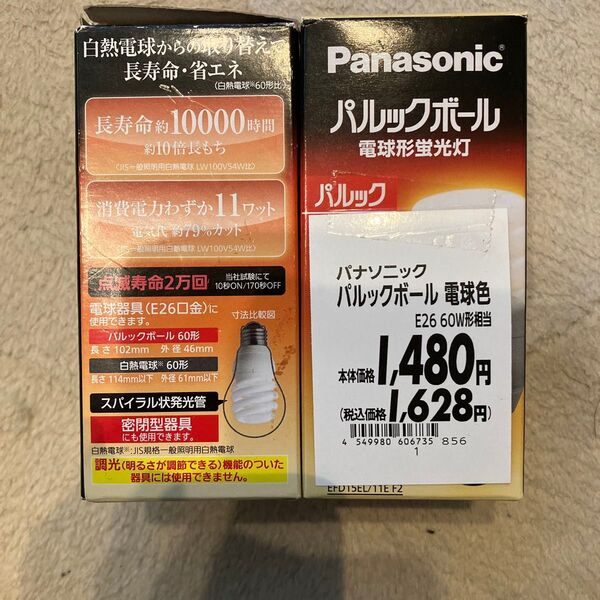 白熱電球からの取り替えで
長寿命・省エネ
(白熱電球※60形比)
長寿命 約10000時間
約10倍長もち
(JIS一般照明用白熱電球 LW100V54W比)
消費電力わずか11ワット
電気代 約79%カット
(JIS一般照明用白熱電球 LW100V54W比)
点滅寿命2万回
当社試験にて
10秒ON/170秒OFF
電球器具(E26口金)に
使用できます。
寸法比較図
パルックボール 60形
長さ 102mm 外径 46mm
白熱電球※ 60形
長さ 114mm以下 外径 61mm以下
スパイラル状発光管
密閉型器具
にも使用できます。
白熱電球※:JIS規格一般照明用白熱電球
調光(明るさが調節できる)機能のついた
器具には使用できません。
Panasonic
パルックボール
電球形蛍光灯
パルック
パナソニック
パルックボール 電球色
E26 60W形相当
本体価格1,480円
(税込価格1,628円)
4 549980 606735 856
1
EFD15EL/11E F2